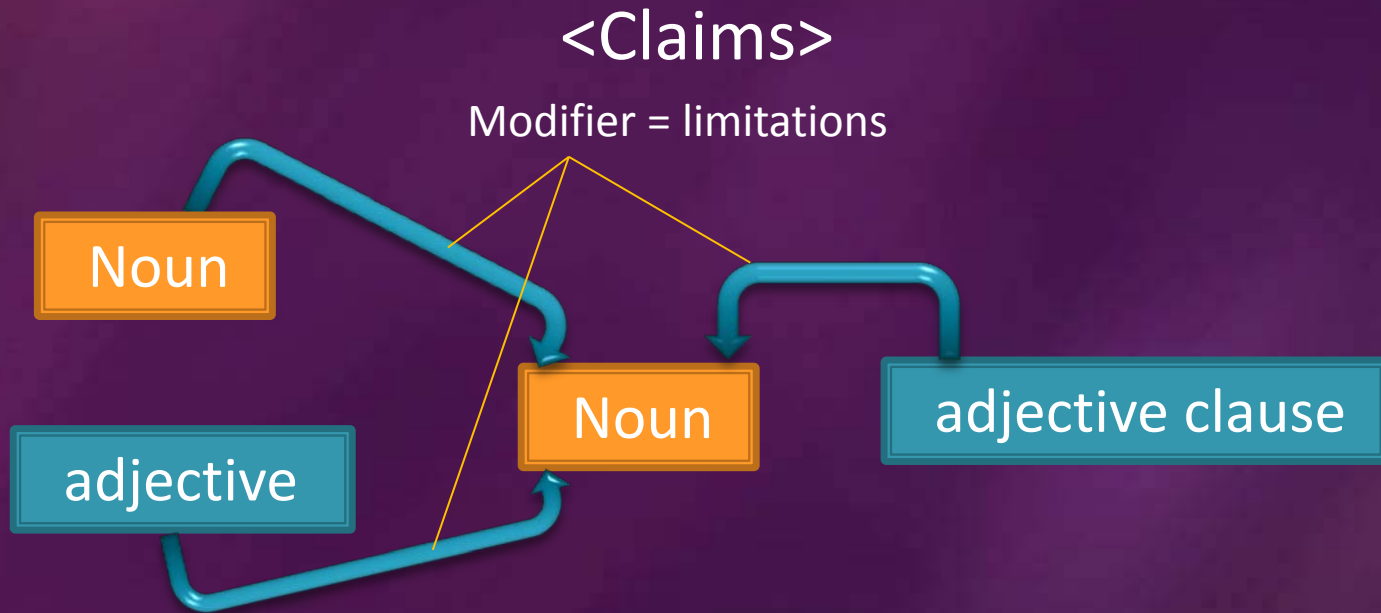 <Claims>
Modifier = limitations
Noun
Noun
adjective clause
adjective